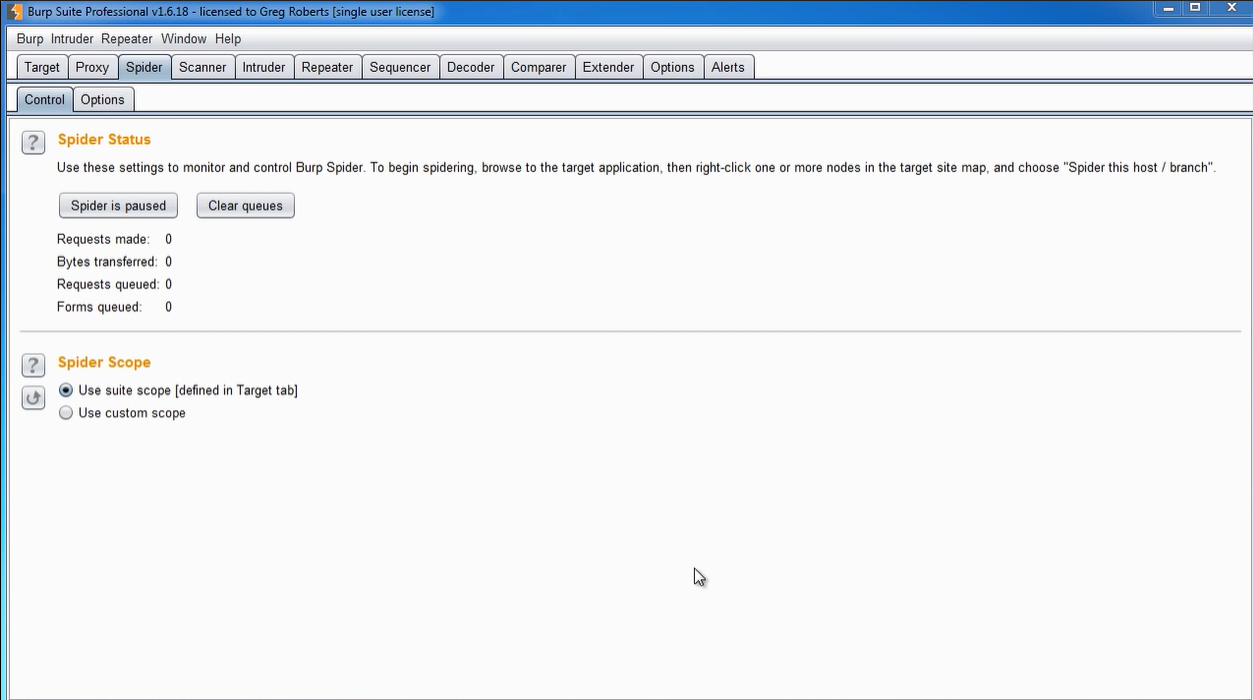 Burp Suite Professional v1.6.18 - licensed to Greg Roberts [single user license]
Burp Intruder Repeater Window Help
Target Proxy Spider Scanner Intruder Repeater Sequencer Decoder Comparer Extender Options Alerts
Control Options
? Spider Status
Use these settings to monitor and control Burp Spider. To begin spidering, browse to the target application, then right-click one or more nodes in the target site map, and choose "Spider this host / branch".
Spider is paused Clear queues
Requests made: 0
Bytes transferred: 0
Requests queued: 0
Forms queued: 0
? Spider Scope
Use suite scope [defined in Target tab]
Use custom scope